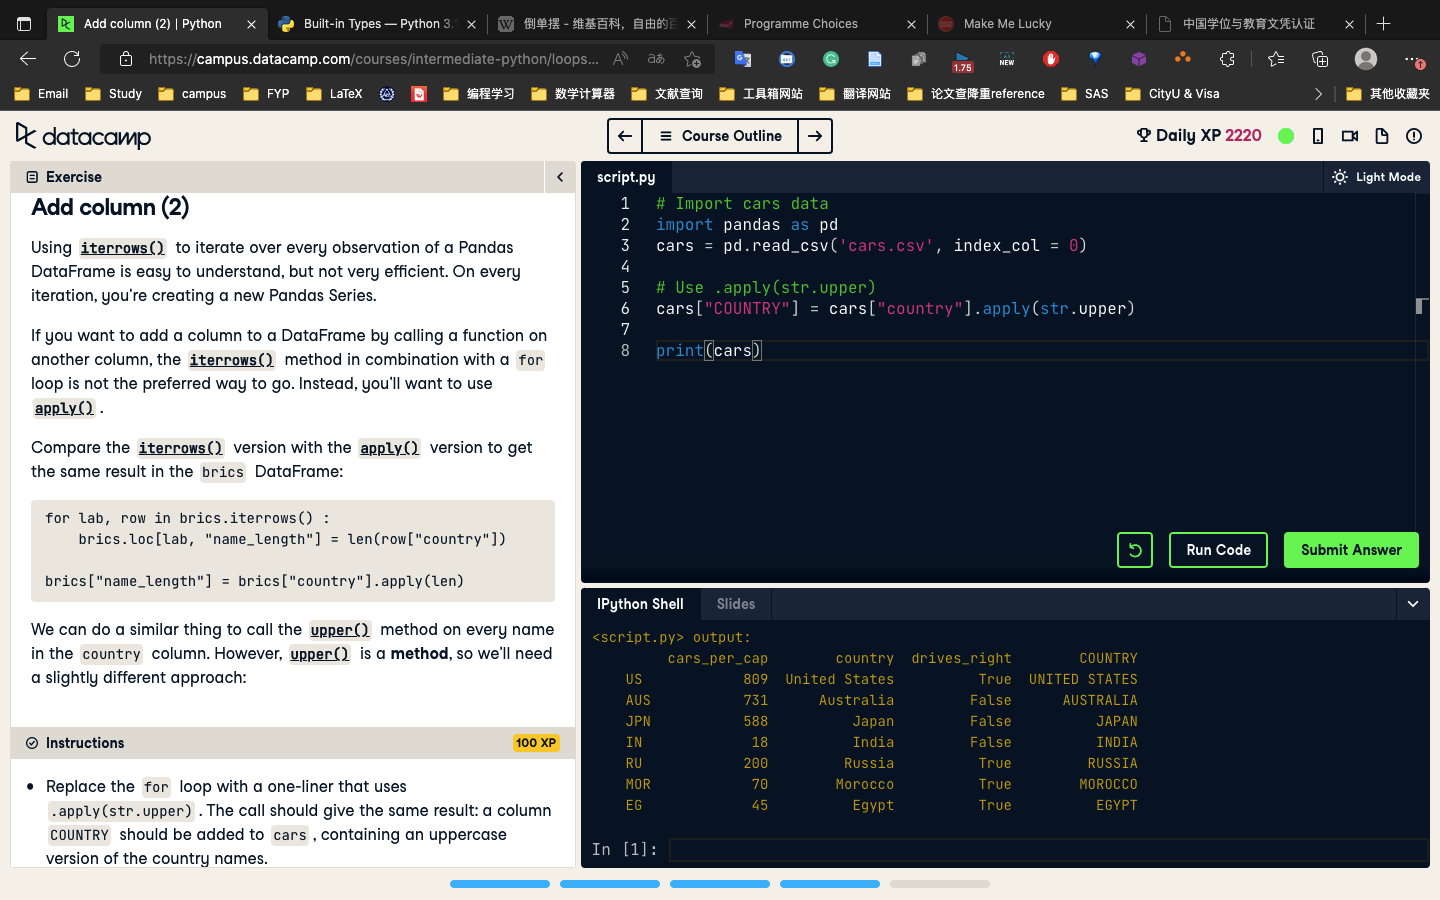 Add column (2) | Python
Built-in Types — Python 3.
倒单摆 - 维基百科，自由的百
Programme Choices
Make Me Lucky
中国学位与教育文凭认证
https://campus.datacamp.com/courses/intermediate-python/loops...
1.75
NEW
1
Email
Study
campus
FYP
LaTeX
编程学习
数学计算器
文献查询
工具箱网站
翻译网站
论文查降重reference
SAS
CityU & Visa
其他收藏夹
datacamp
Course Outline
Daily XP 2220
Exercise
Add column (2)
Using iterrows() to iterate over every observation of a Pandas
DataFrame is easy to understand, but not very efficient. On every
iteration, you're creating a new Pandas Series.
If you want to add a column to a DataFrame by calling a function on
another column, the iterrows() method in combination with a for
loop is not the preferred way to go. Instead, you'll want to use
apply() .
Compare the iterrows() version with the apply() version to get
the same result in the brics DataFrame:
for lab, row in brics.iterrows() :
    brics.loc[lab, "name_length"] = len(row["country"])
brics["name_length"] = brics["country"].apply(len)
We can do a similar thing to call the upper() method on every name
in the country column. However, upper() is a method, so we'll need
a slightly different approach:
Instructions
100 XP
• Replace the for loop with a one-liner that uses
.apply(str.upper) . The call should give the same result: a column
COUNTRY should be added to cars , containing an uppercase
version of the country names.
script.py
Light Mode
1 # Import cars data
2 import pandas as pd
3 cars = pd.read_csv('cars.csv', index_col = 0)
4
5 # Use .apply(str.upper)
6 cars["COUNTRY"] = cars["country"].apply(str.upper)
7
8 print(cars)
Run Code
Submit Answer
IPython Shell
Slides
<script.py> output:
cars_per_cap country drives_right COUNTRY
US 809 United States True UNITED STATES
AUS 731 Australia False AUSTRALIA
JPN 588 Japan False JAPAN
IN 18 India False INDIA
RU 200 Russia True RUSSIA
MOR 70 Morocco True MOROCCO
EG 45 Egypt True EGYPT
In [1]: